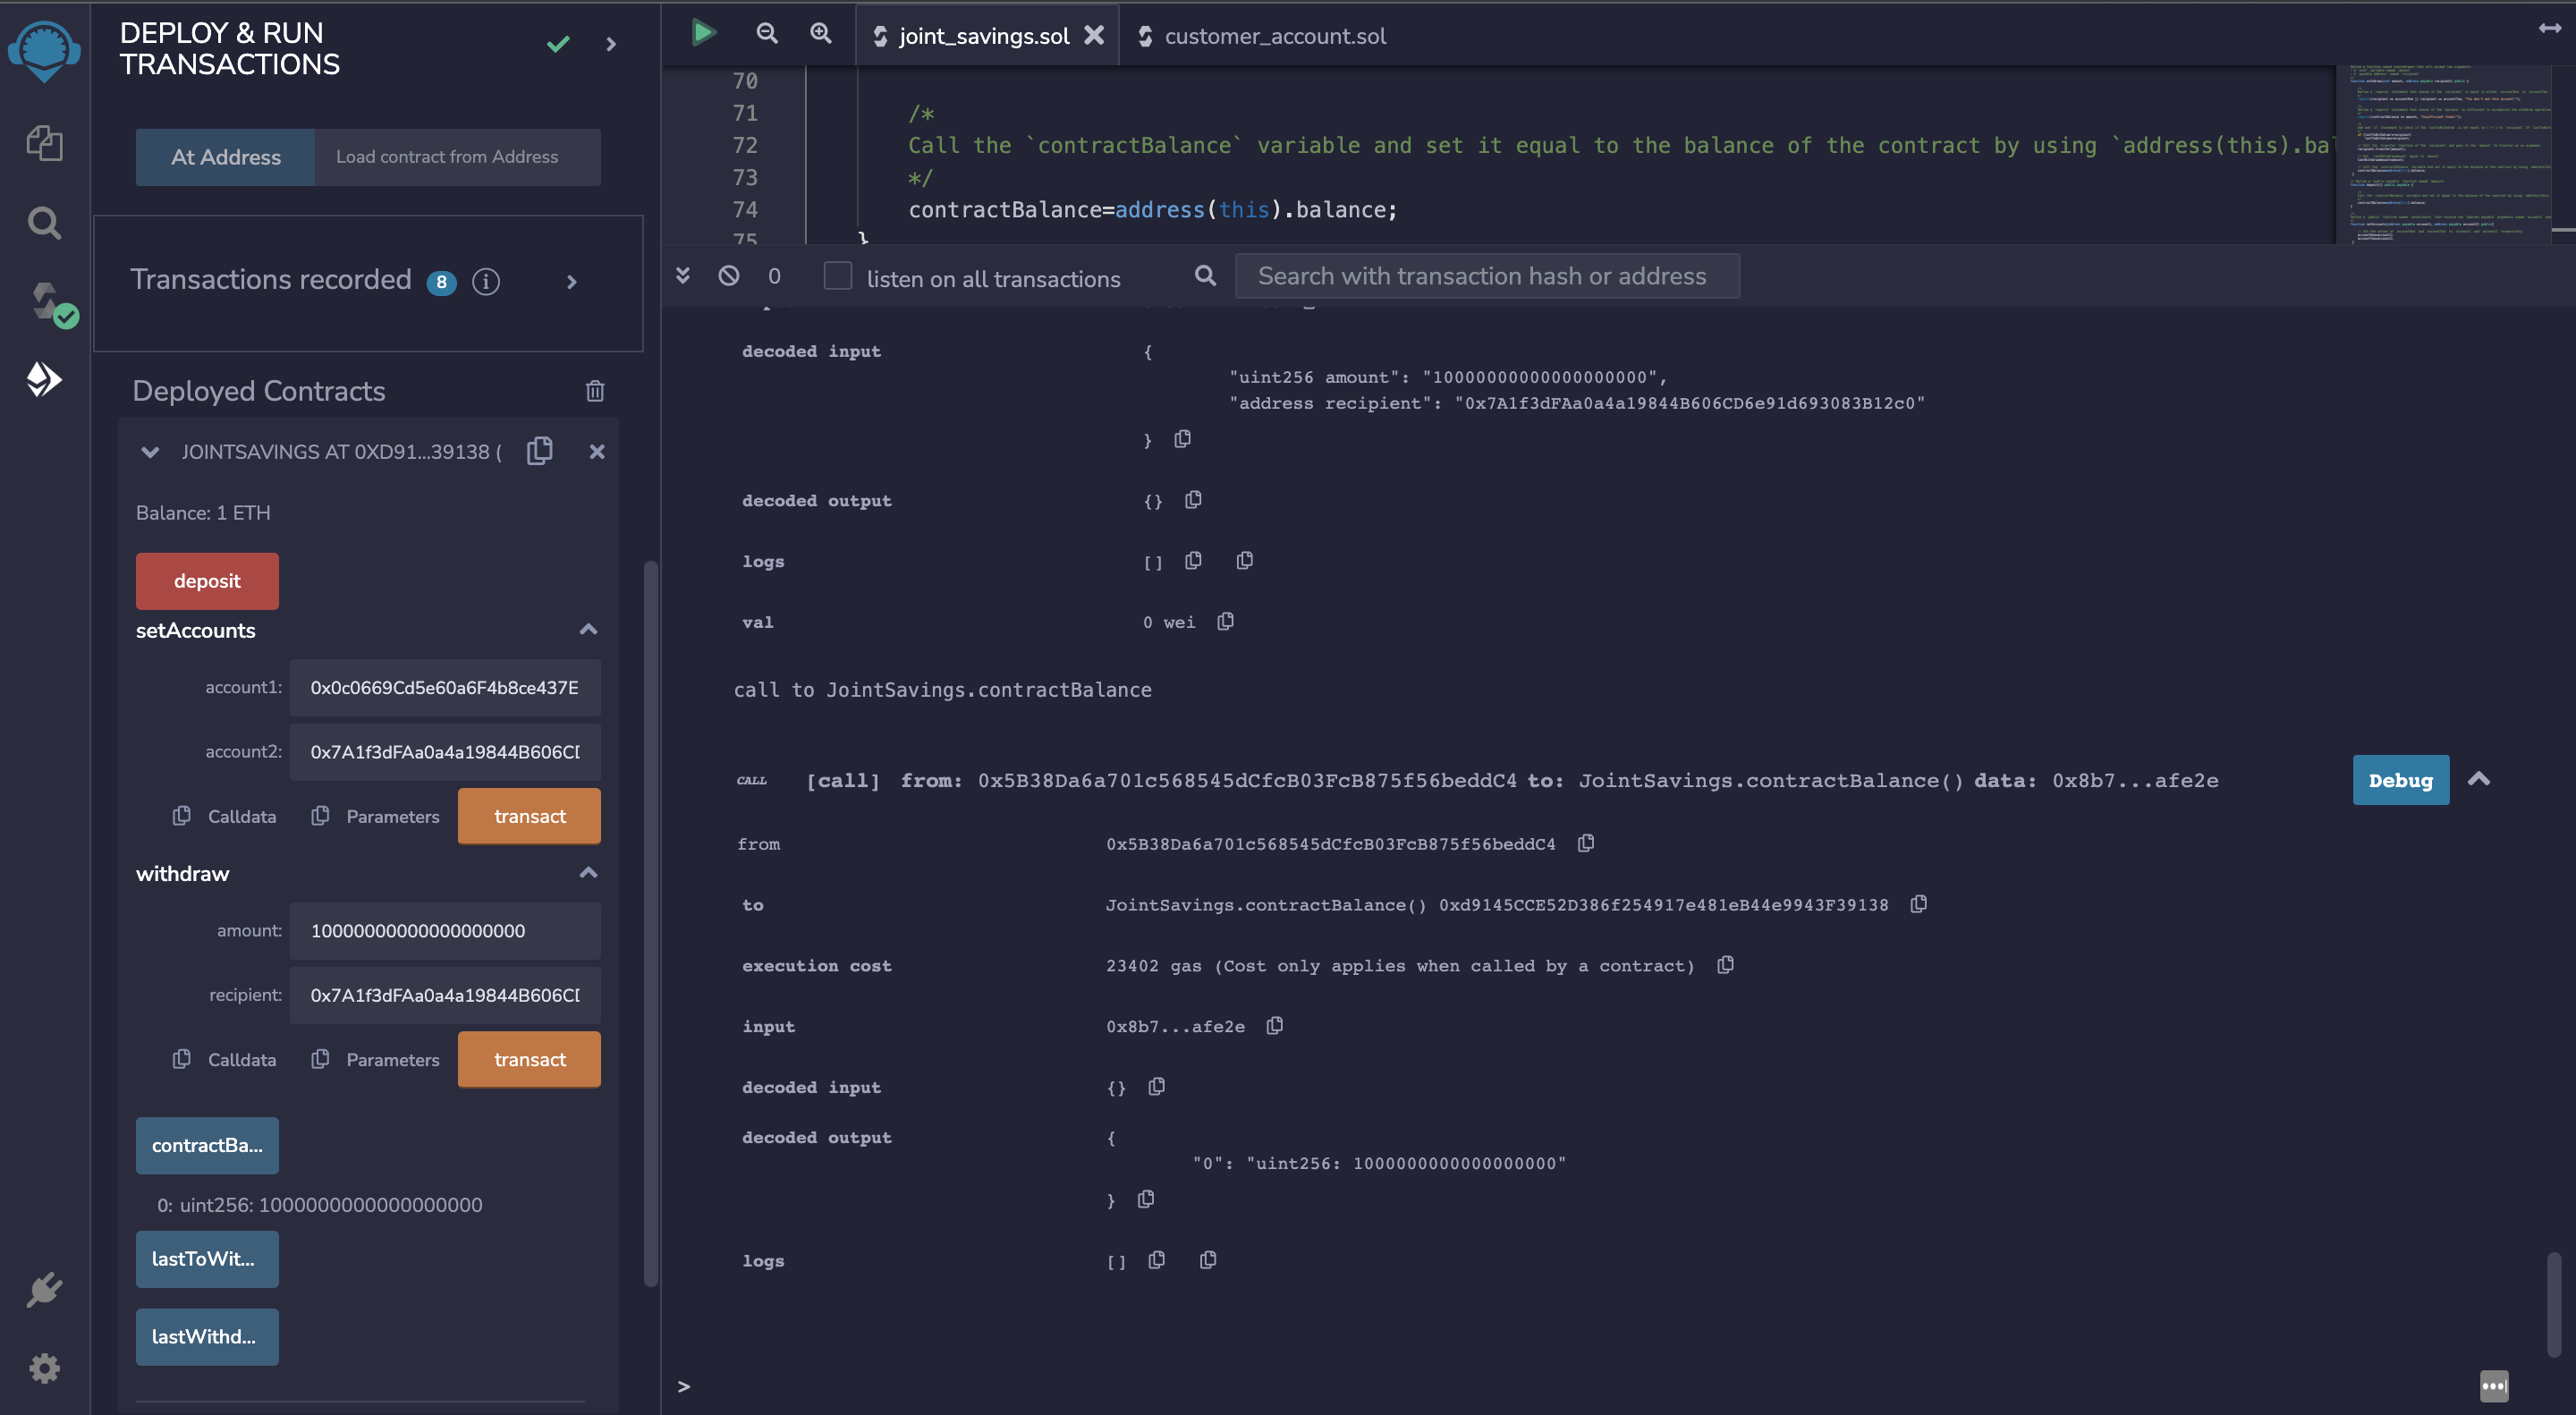 DEPLOY & RUN
TRANSACTIONS
At Address
Load contract from Address
Transactions recorded 8 i
Deployed Contracts
JOINTSAVINGS AT 0XD91...39138 (
Balance: 1 ETH
deposit
setAccounts
account1: 0x0c0669Cd5e60a6F4b8ce437E
account2: 0x7A1f3dFAa0a4a19844B606CD
Calldata Parameters transact
withdraw
amount: 10000000000000000000
recipient: 0x7A1f3dFAa0a4a19844B606CD
Calldata Parameters transact
contractBa...
0: uint256: 1000000000000000000
lastToWit...
lastWithd...
joint_savings.sol
customer_account.sol
70
71 /*
72 Call the `contractBalance` variable and set it equal to the balance of the contract by using `address(this).bal
73 */
74 contractBalance=address(this).balance;
75 }
0
listen on all transactions
Search with transaction hash or address
decoded input {
"uint256 amount": "10000000000000000000",
"address recipient": "0x7A1f3dFAa0a4a19844B606CD6e91d693083B12c0"
}
decoded output {}
logs []
val 0 wei
call to JointSavings.contractBalance
CALL [call] from: 0x5B38Da6a701c568545dCfcB03FcB875f56beddC4 to: JointSavings.contractBalance() data: 0x8b7...afe2e
Debug
from 0x5B38Da6a701c568545dCfcB03FcB875f56beddC4
to JointSavings.contractBalance() 0xd9145CCE52D386f254917e481eB44e9943F39138
execution cost 23402 gas (Cost only applies when called by a contract)
input 0x8b7...afe2e
decoded input {}
decoded output {
"0": "uint256: 1000000000000000000"
}
logs []
>